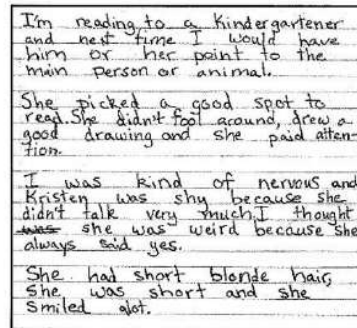 I'm reading to a Kindergartener
and next time I would have
him or her point to the
main person or animal.
She picked a good spot to
read. She didn't fool around, drew a
good drawing and she paid atten-
tion.
I was kind of nervous and
Kristen was shy because she
didn't talk very much. I thought
was she was weird because she
always said yes.
She had short blonde hair,
She was short and she
smiled alot.